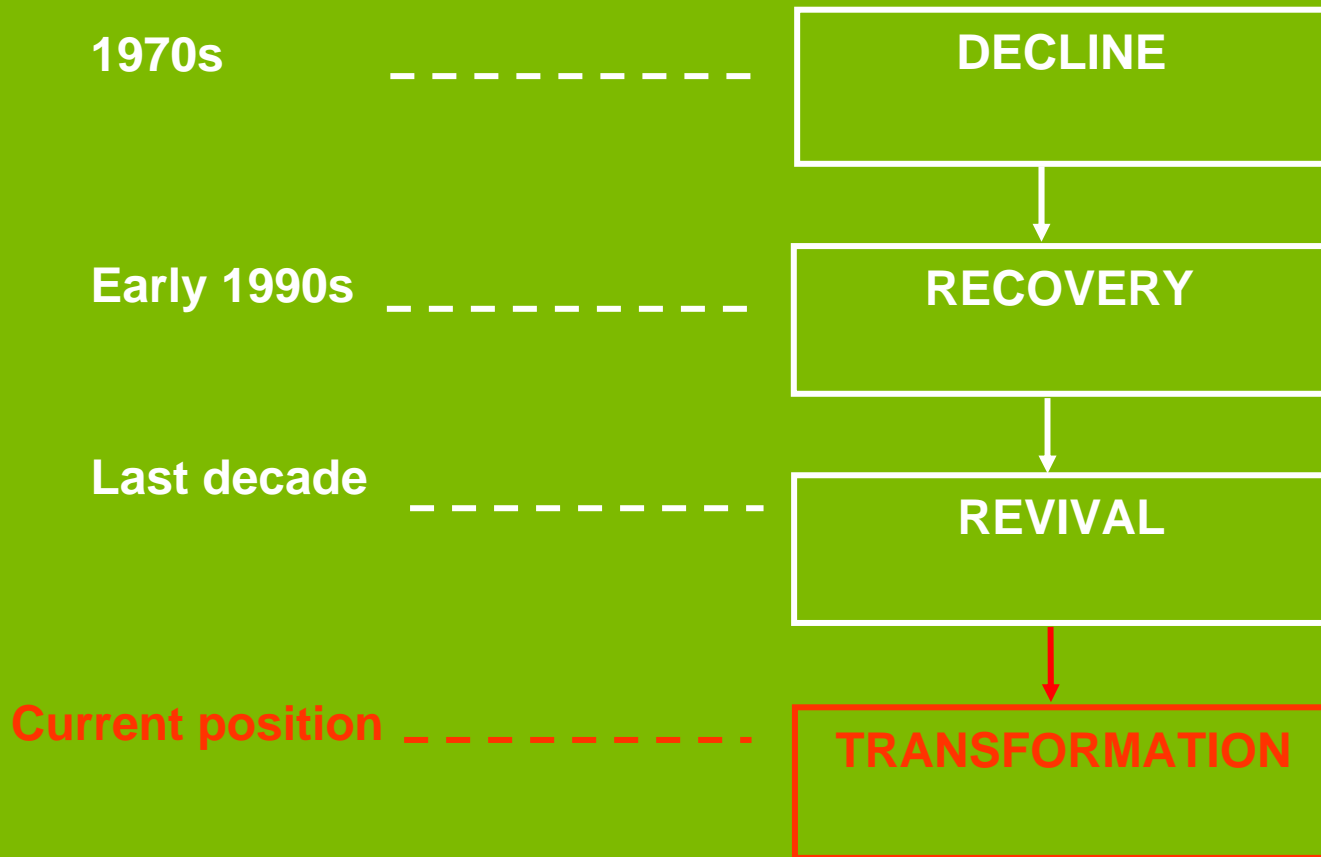 1970s
DECLINE
Early 1990s
RECOVERY
Last decade
REVIVAL
Current position
TRANSFORMATION